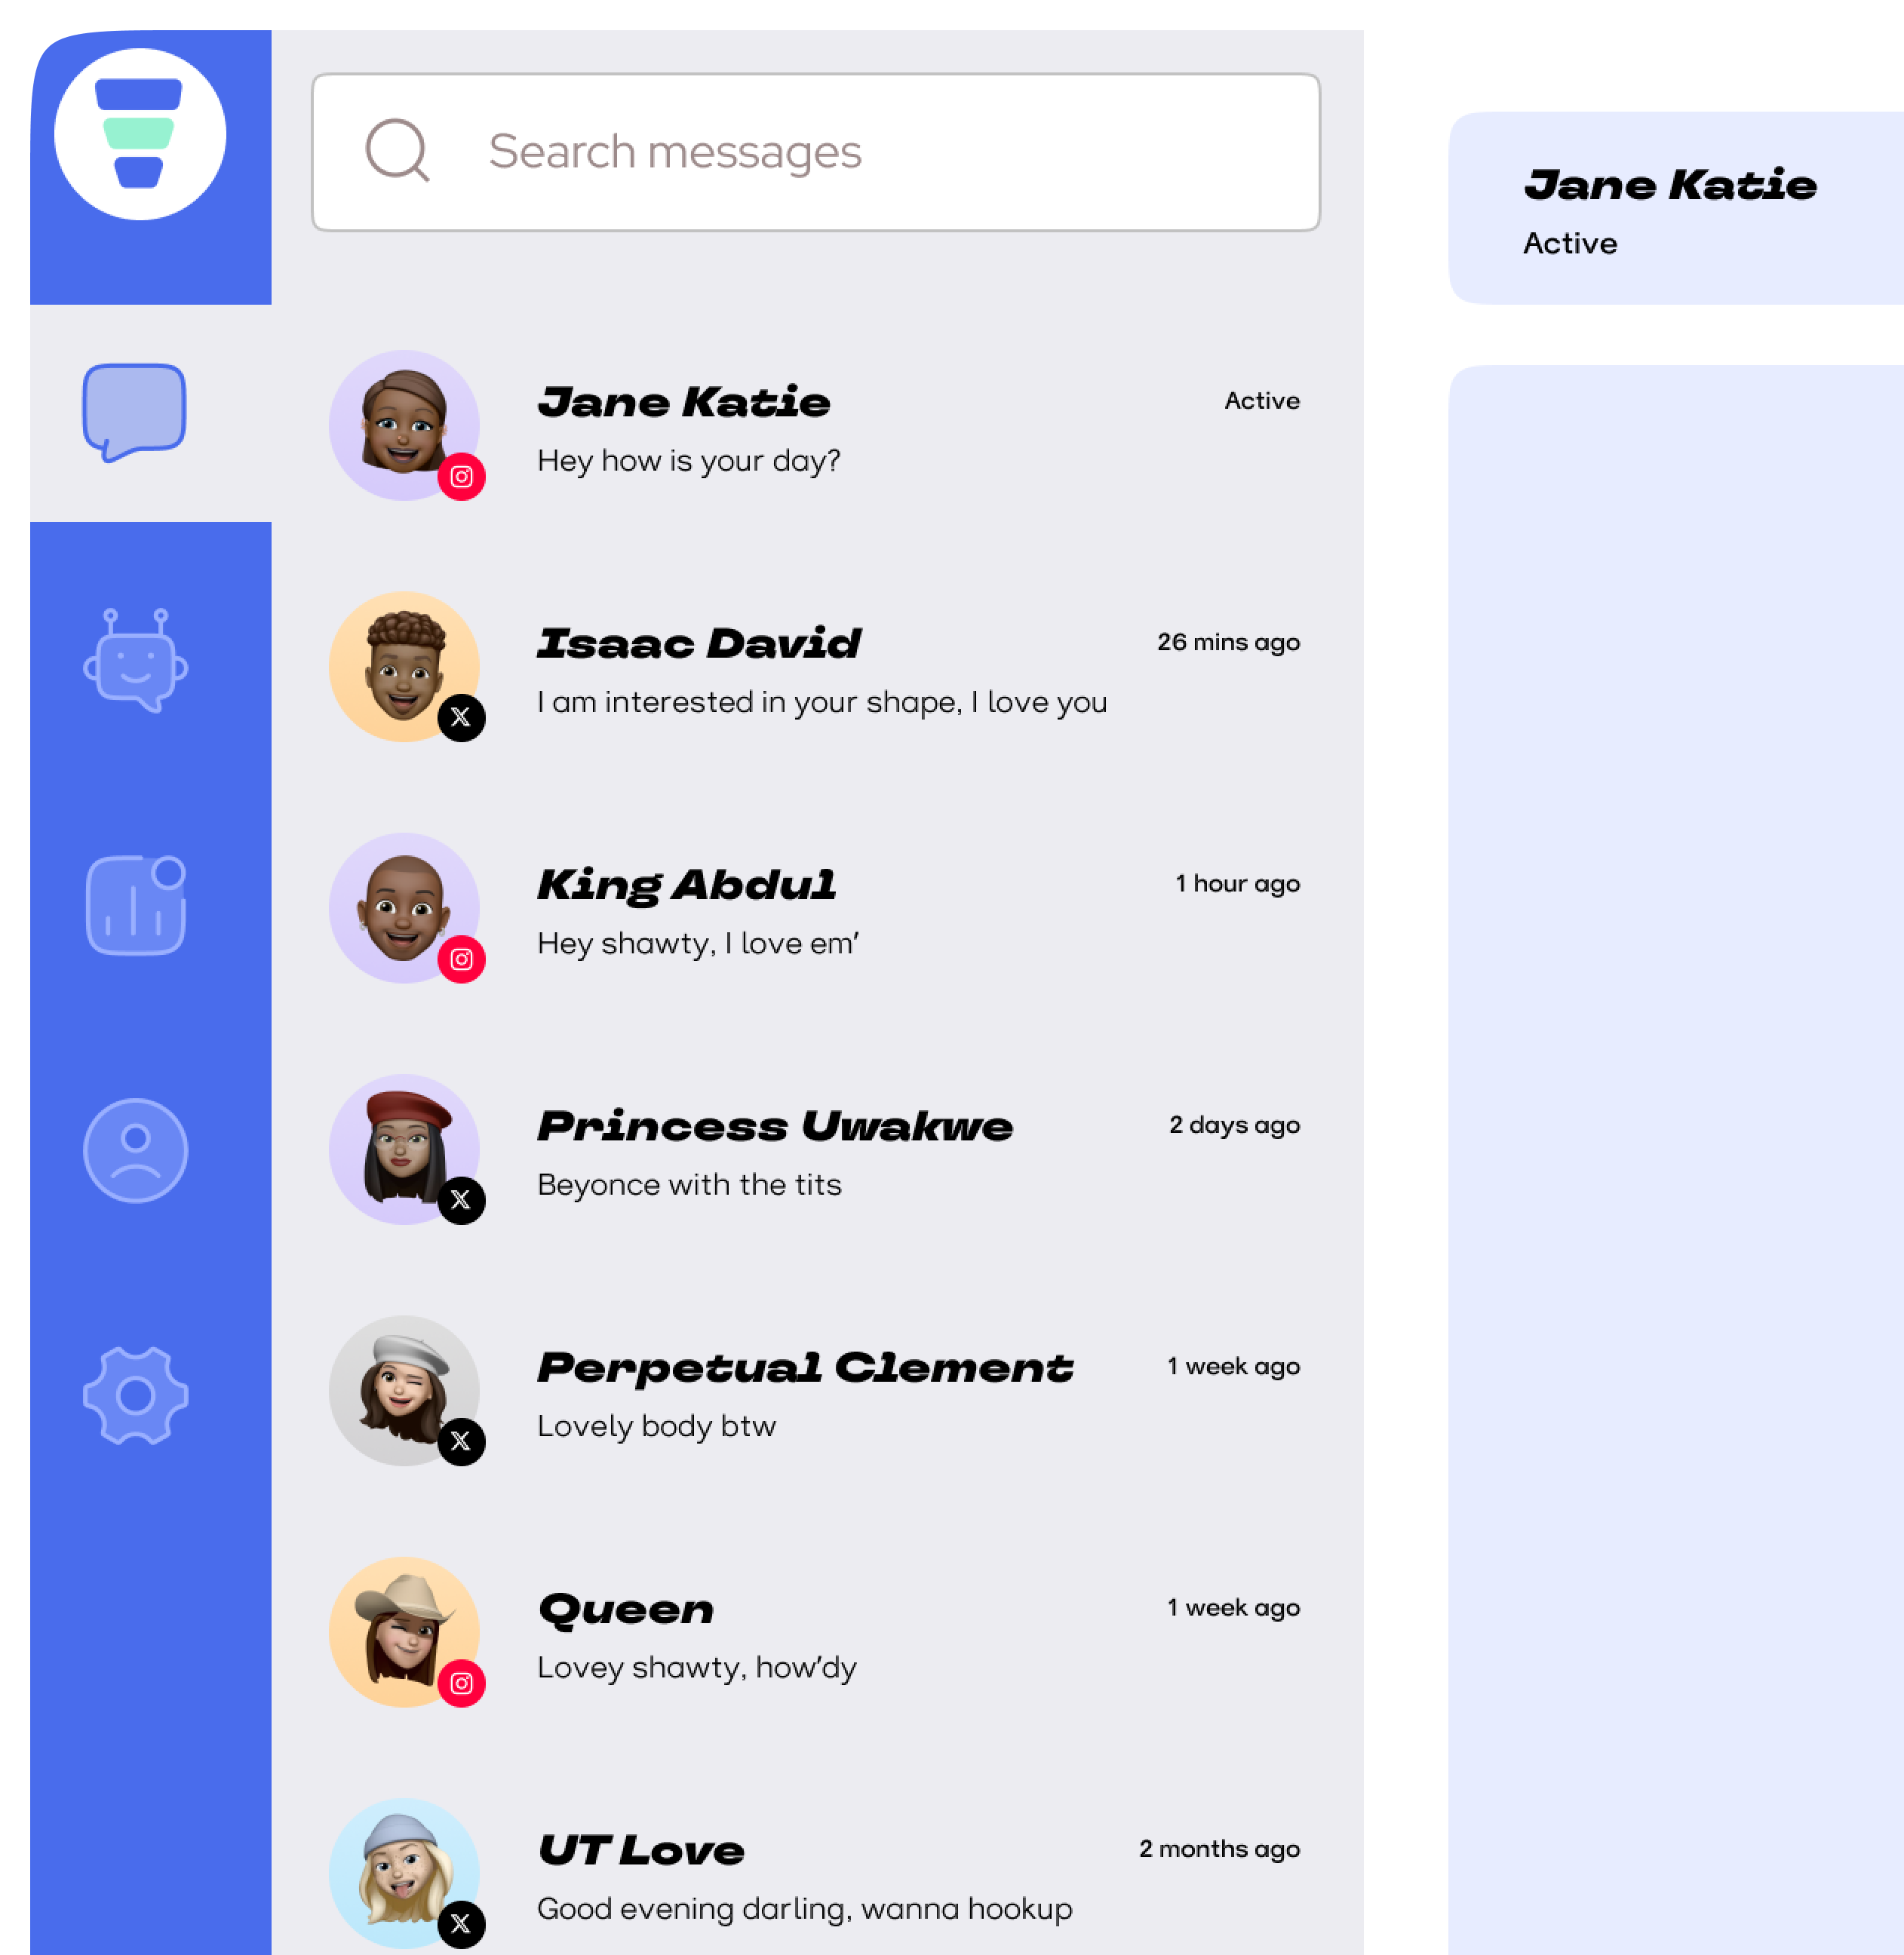 Search messages
Jane Katie
Active
Hey how is your day?
Isaac David
26 mins ago
I am interested in your shape, I love you
King Abdul
1 hour ago
Hey shawty, I love em'
Princess Uwakwe
2 days ago
Beyonce with the tits
Perpetual Clement
1 week ago
Lovely body btw
Queen
1 week ago
Lovey shawty, how'dy
UT Love
2 months ago
Good evening darling, wanna hookup
Jane Katie
Active